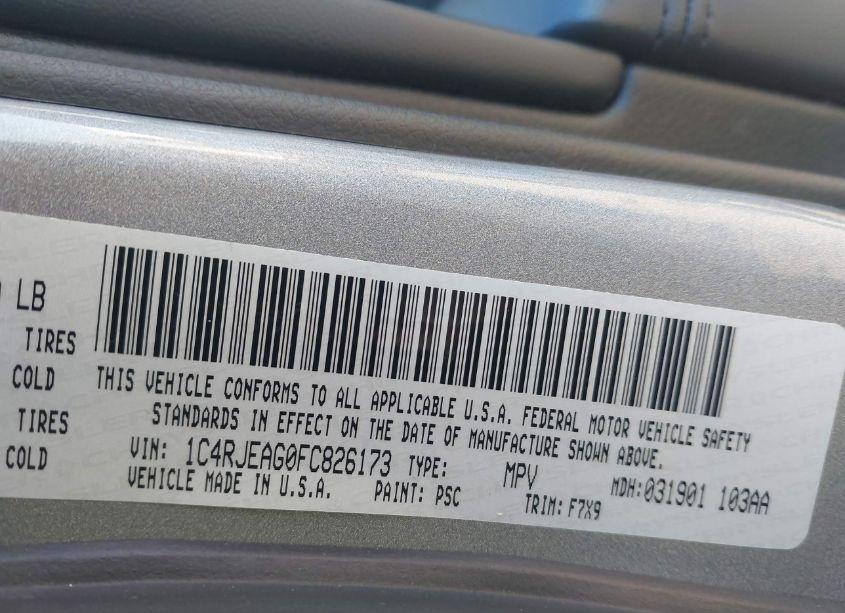 LB
TIRES
COLD
TIRES
COLD
THIS VEHICLE CONFORMS TO ALL APPLICABLE U.S.A. FEDERAL MOTOR VEHICLE SAFETY
STANDARDS IN EFFECT ON THE DATE OF MANUFACTURE SHOWN ABOVE.
VIN: 1C4RJEAG0FC826173 TYPE: MPV MDH:031901 103AA
VEHICLE MADE IN U.S.A. PAINT: PSC TRIM: F7X9